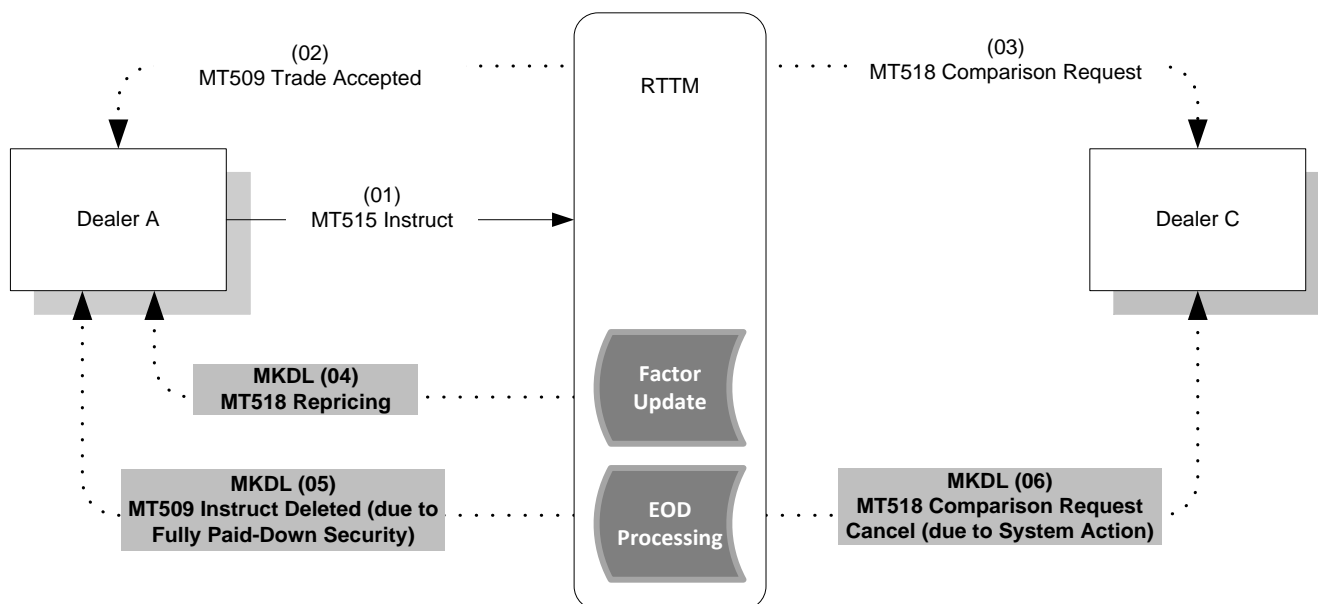 (02)
MT509 Trade Accepted
RTTM
(03)
MT518 Comparison Request
Dealer A
(01)
MT515 Instruct
Dealer C
MKDL (04)
MT518 Repricing
Factor
Update
MKDL (05)
MT509 Instruct Deleted (due to
Fully Paid-Down Security)
EOD
Processing
MKDL (06)
MT518 Comparison Request
Cancel (due to System Action)